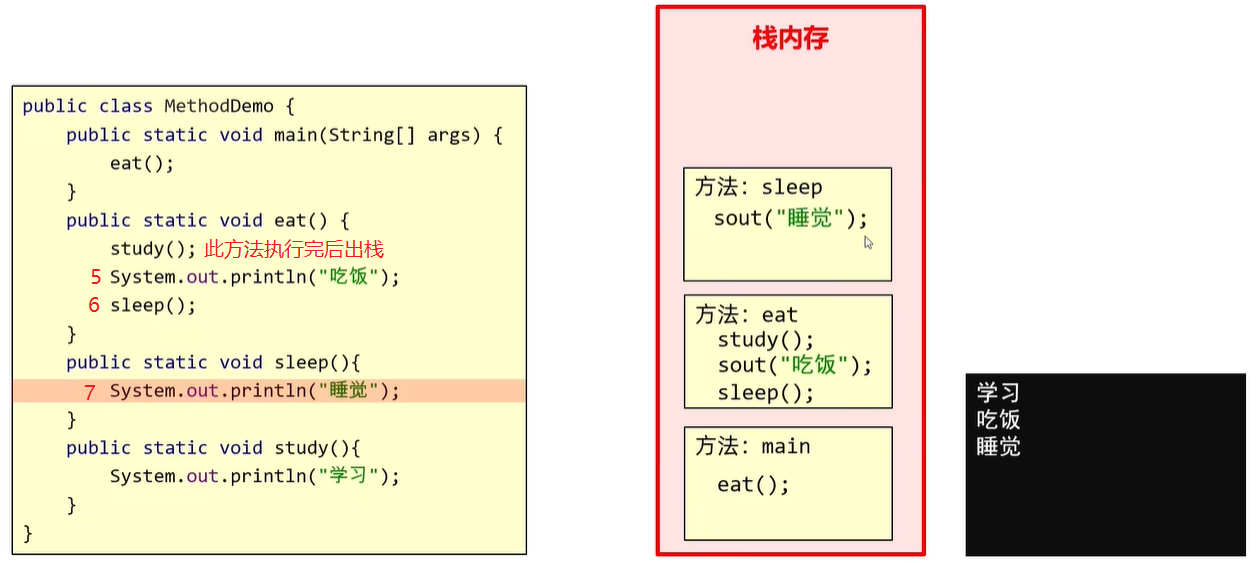 public class MethodDemo {
public static void main(String[] args) {
eat();
}
public static void eat() {
study(); 此方法执行完后出栈
5 System.out.println("吃饭");
6 sleep();
}
public static void sleep(){
7 System.out.println("睡觉");
}
public static void study(){
System.out.println("学习");
}
}
栈内存
方法: sleep
sout("睡觉");
方法: eat
study();
sout("吃饭");
sleep();
方法: main
eat();
学习
吃饭
睡觉